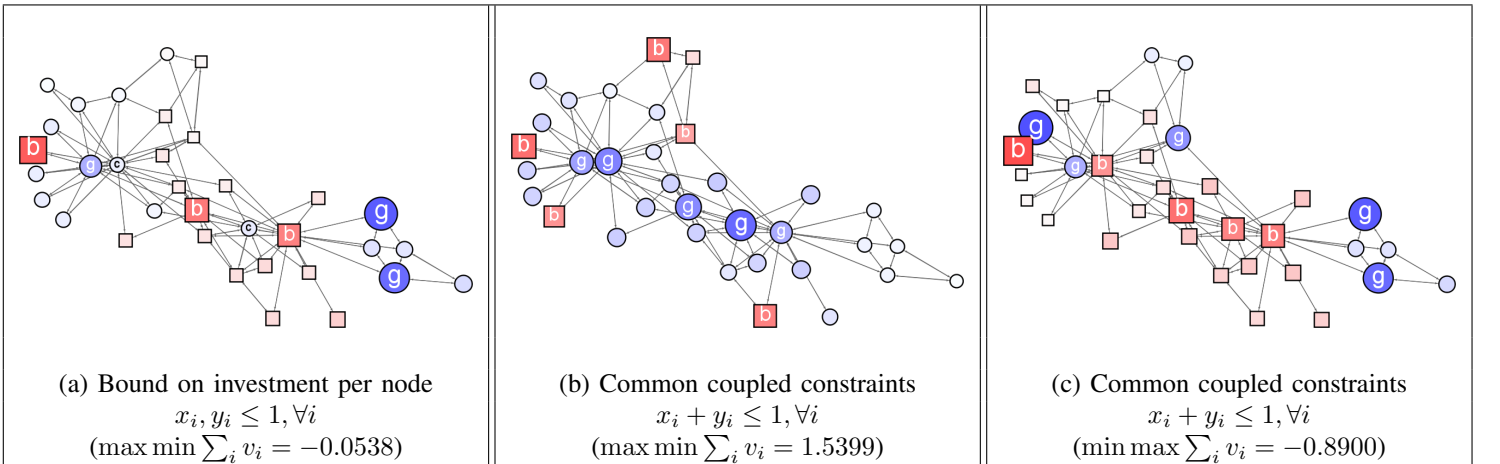 b
g
c
b
c
b
g
g
(a) Bound on investment per node
x_i, y_i ≤ 1, ∀i
(max min ∑_i v_i = −0.0538)
b
b
b
g
g
b
g
g
g
b
(b) Common coupled constraints
x_i + y_i ≤ 1, ∀i
(max min ∑_i v_i = 1.5399)
g
b
g
g
b
b
b
b
g
g
(c) Common coupled constraints
x_i + y_i ≤ 1, ∀i
(min max ∑_i v_i = −0.8900)